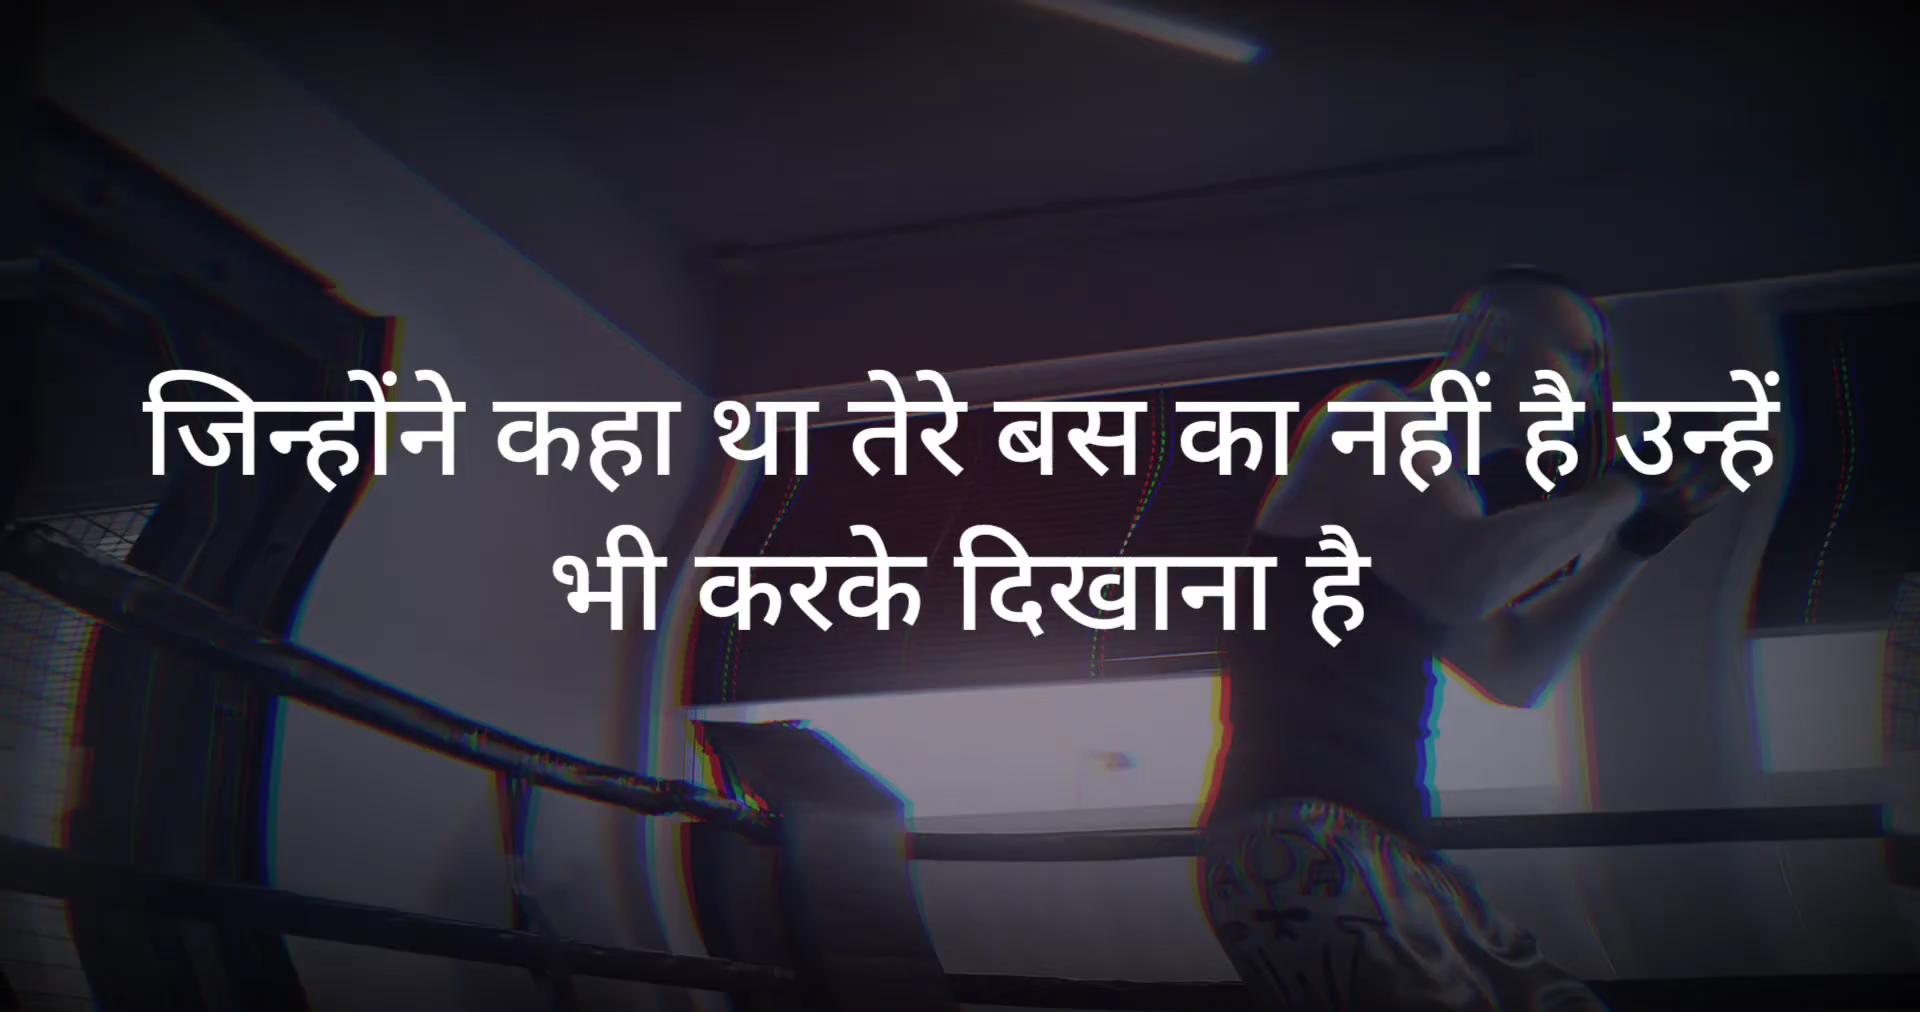 जिन्होंने कहा था तेरे बस का नहीं है उन्हें
भी करके दिखाना है